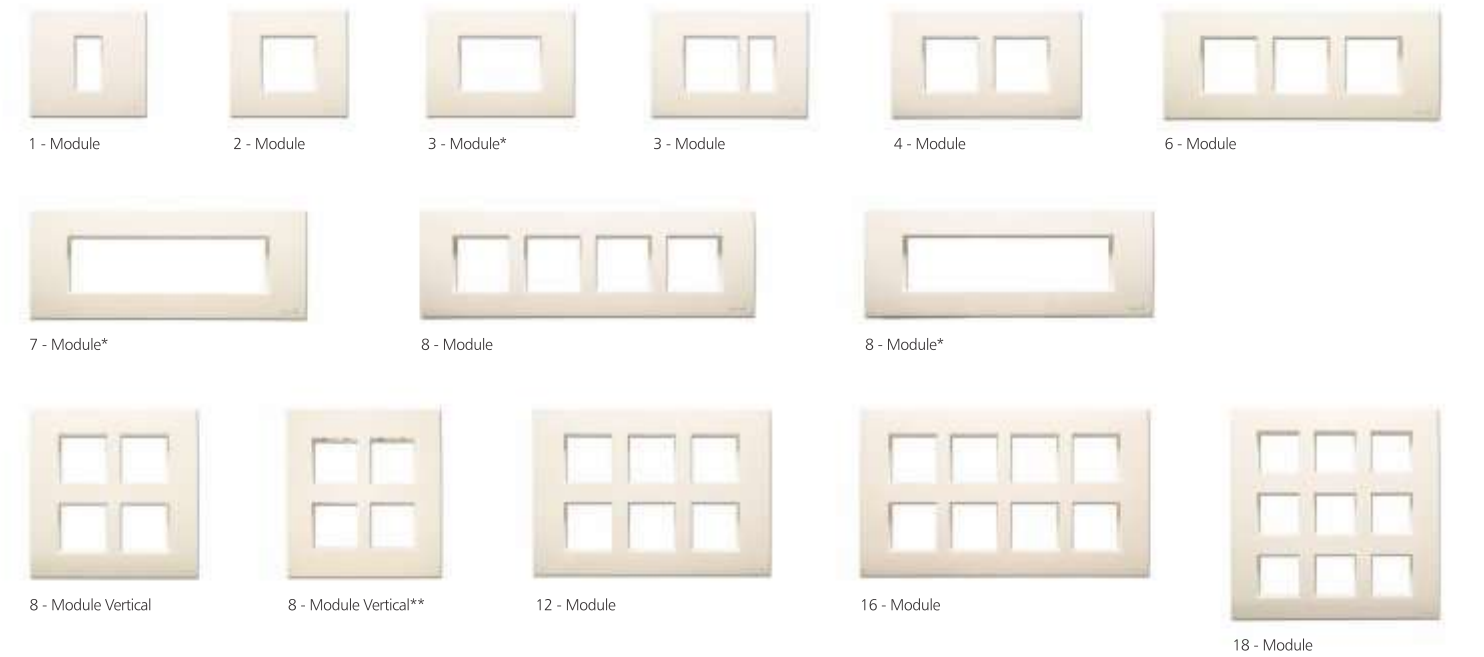 1 - Module
2 - Module
3 - Module*
3 - Module
4 - Module
6 - Module
7 - Module*
8 - Module
8 - Module*
8 - Module Vertical
8 - Module Vertical**
12 - Module
16 - Module
18 - Module